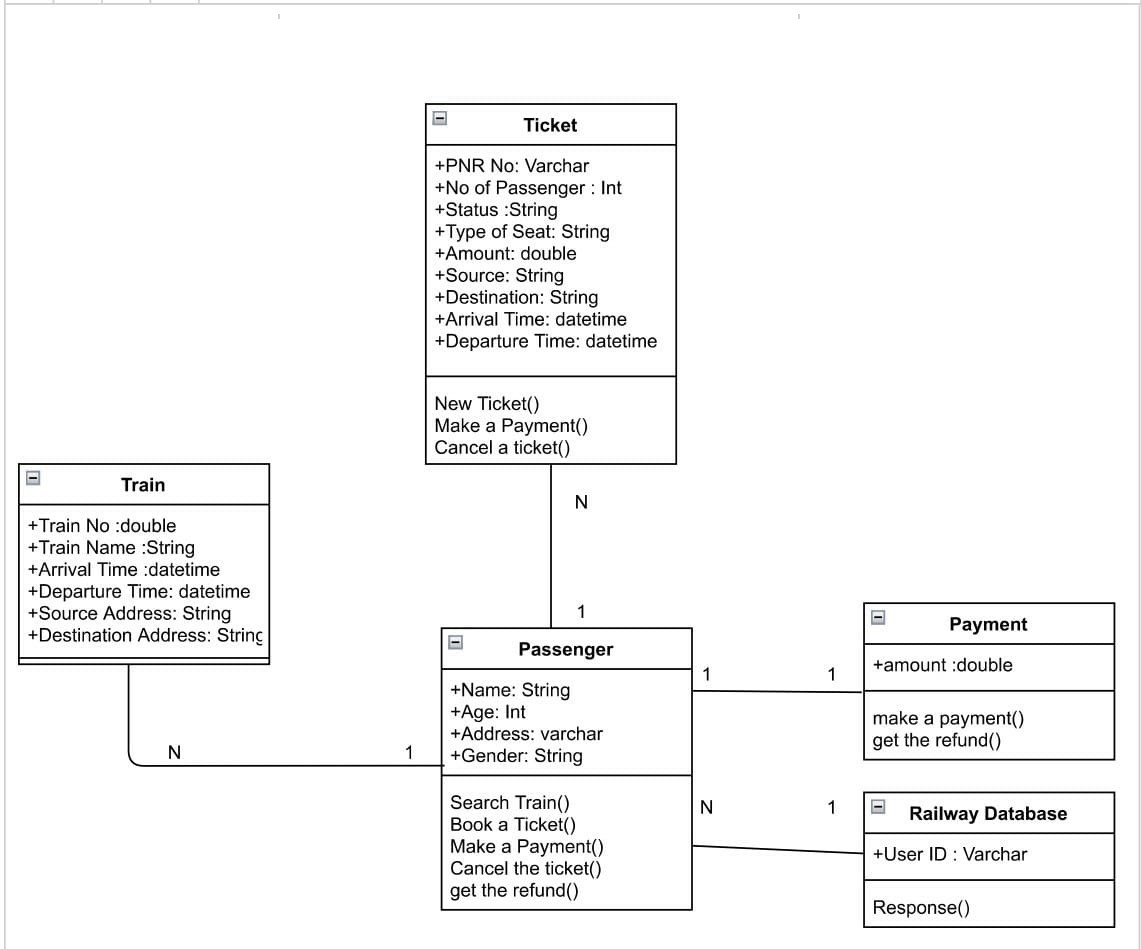 Ticket
+PNR No: Varchar
+No of Passenger : Int
+Status :String
+Type of Seat: String
+Amount: double
+Source: String
+Destination: String
+Arrival Time: datetime
+Departure Time: datetime
New Ticket()
Make a Payment()
Cancel a ticket()
N
1
Train
+Train No :double
+Train Name :String
+Arrival Time :datetime
+Departure Time: datetime
+Source Address: String
+Destination Address: String
N
1
Passenger
+Name: String
+Age: Int
+Address: varchar
+Gender: String
Search Train()
Book a Ticket()
Make a Payment()
Cancel the ticket()
get the refund()
1
1
Payment
+amount :double
make a payment()
get the refund()
N
1
Railway Database
+User ID : Varchar
Response()